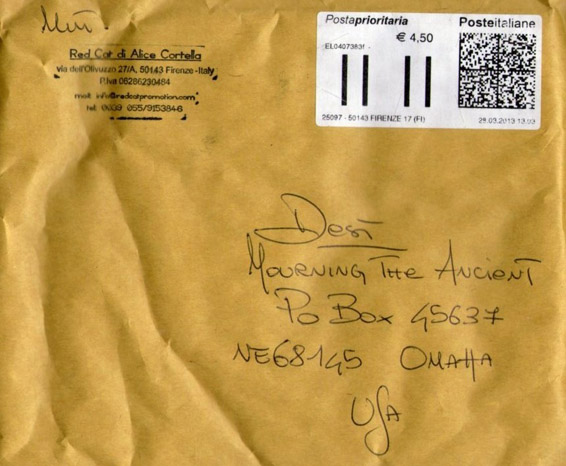 Mitt.
Red Cat di Alice Cortella
via dell'Olivuzzo 27/A, 50143 Firenze - Italy
P.Iva 06286230484
mail: info@redcatpromotion.com
tel: 0039 055/9153846
Postaprioritaria
Posteitaliane
€ 4,50
25097 - 50143 FIRENZE 17 (FI)
Dest
Mourning The Ancient
Po Box 45637
NE68145 OMAHA
USA